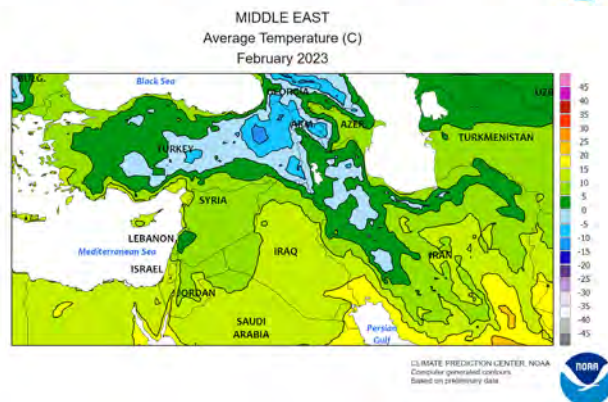 MIDDLE EAST
Average Temperature (C)
February 2023
BULG.
Black Sea
GEORGIA
UZB
ARM.
AZER.
TURKMENISTAN
TURKEY
SYRIA
LEBANON
Mediterranean Sea
IRAQ
IRAN
ISRAEL
JORDAN
SAUDI
ARABIA
Persian
Gulf
45
40
35
30
25
20
15
10
5
0
-5
-10
-15
-20
-25
-30
-35
-40
-45
CLIMATE PREDICTION CENTER, NOAA
Computer generated contours
Based on preliminary data
NOAA